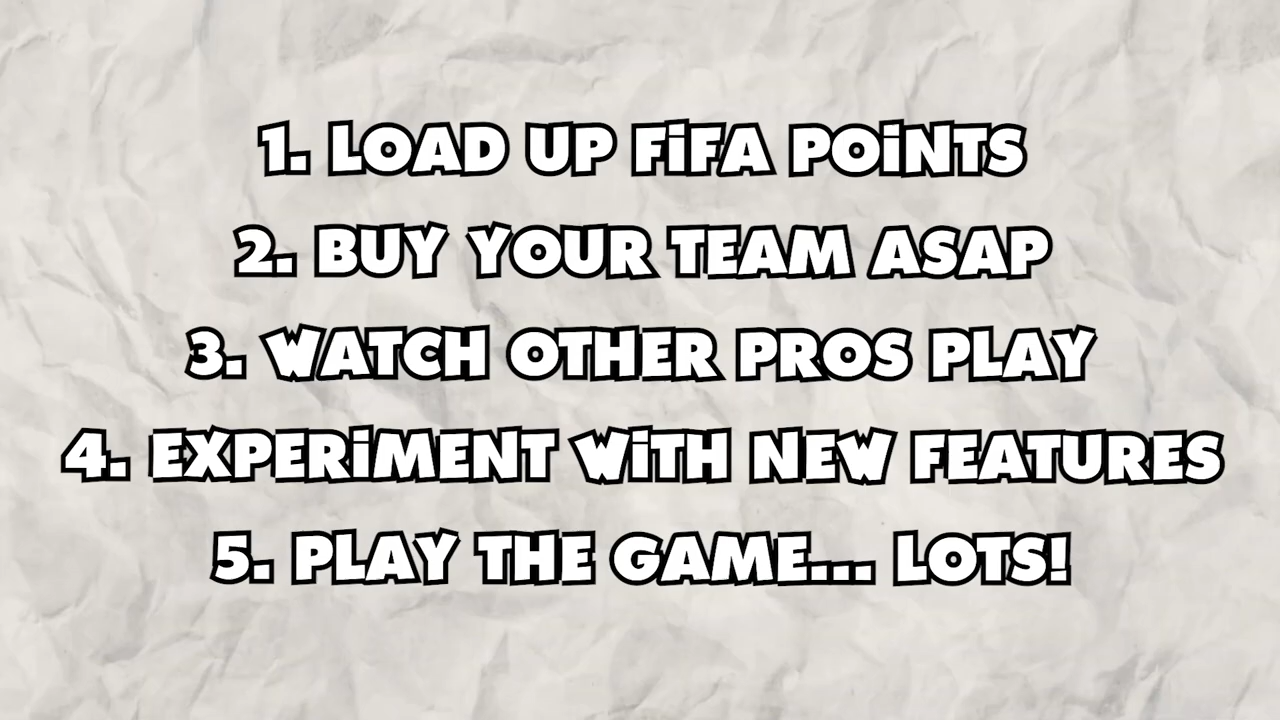 1. LOAD UP FiFA POiNTS
2. BUY YOUR TEAM ASAP
3. WATCH OTHER PROS PLAY
4. EXPERiMENT WiTH NEW FEATURES
5. PLAY THE GAME... LOTS!